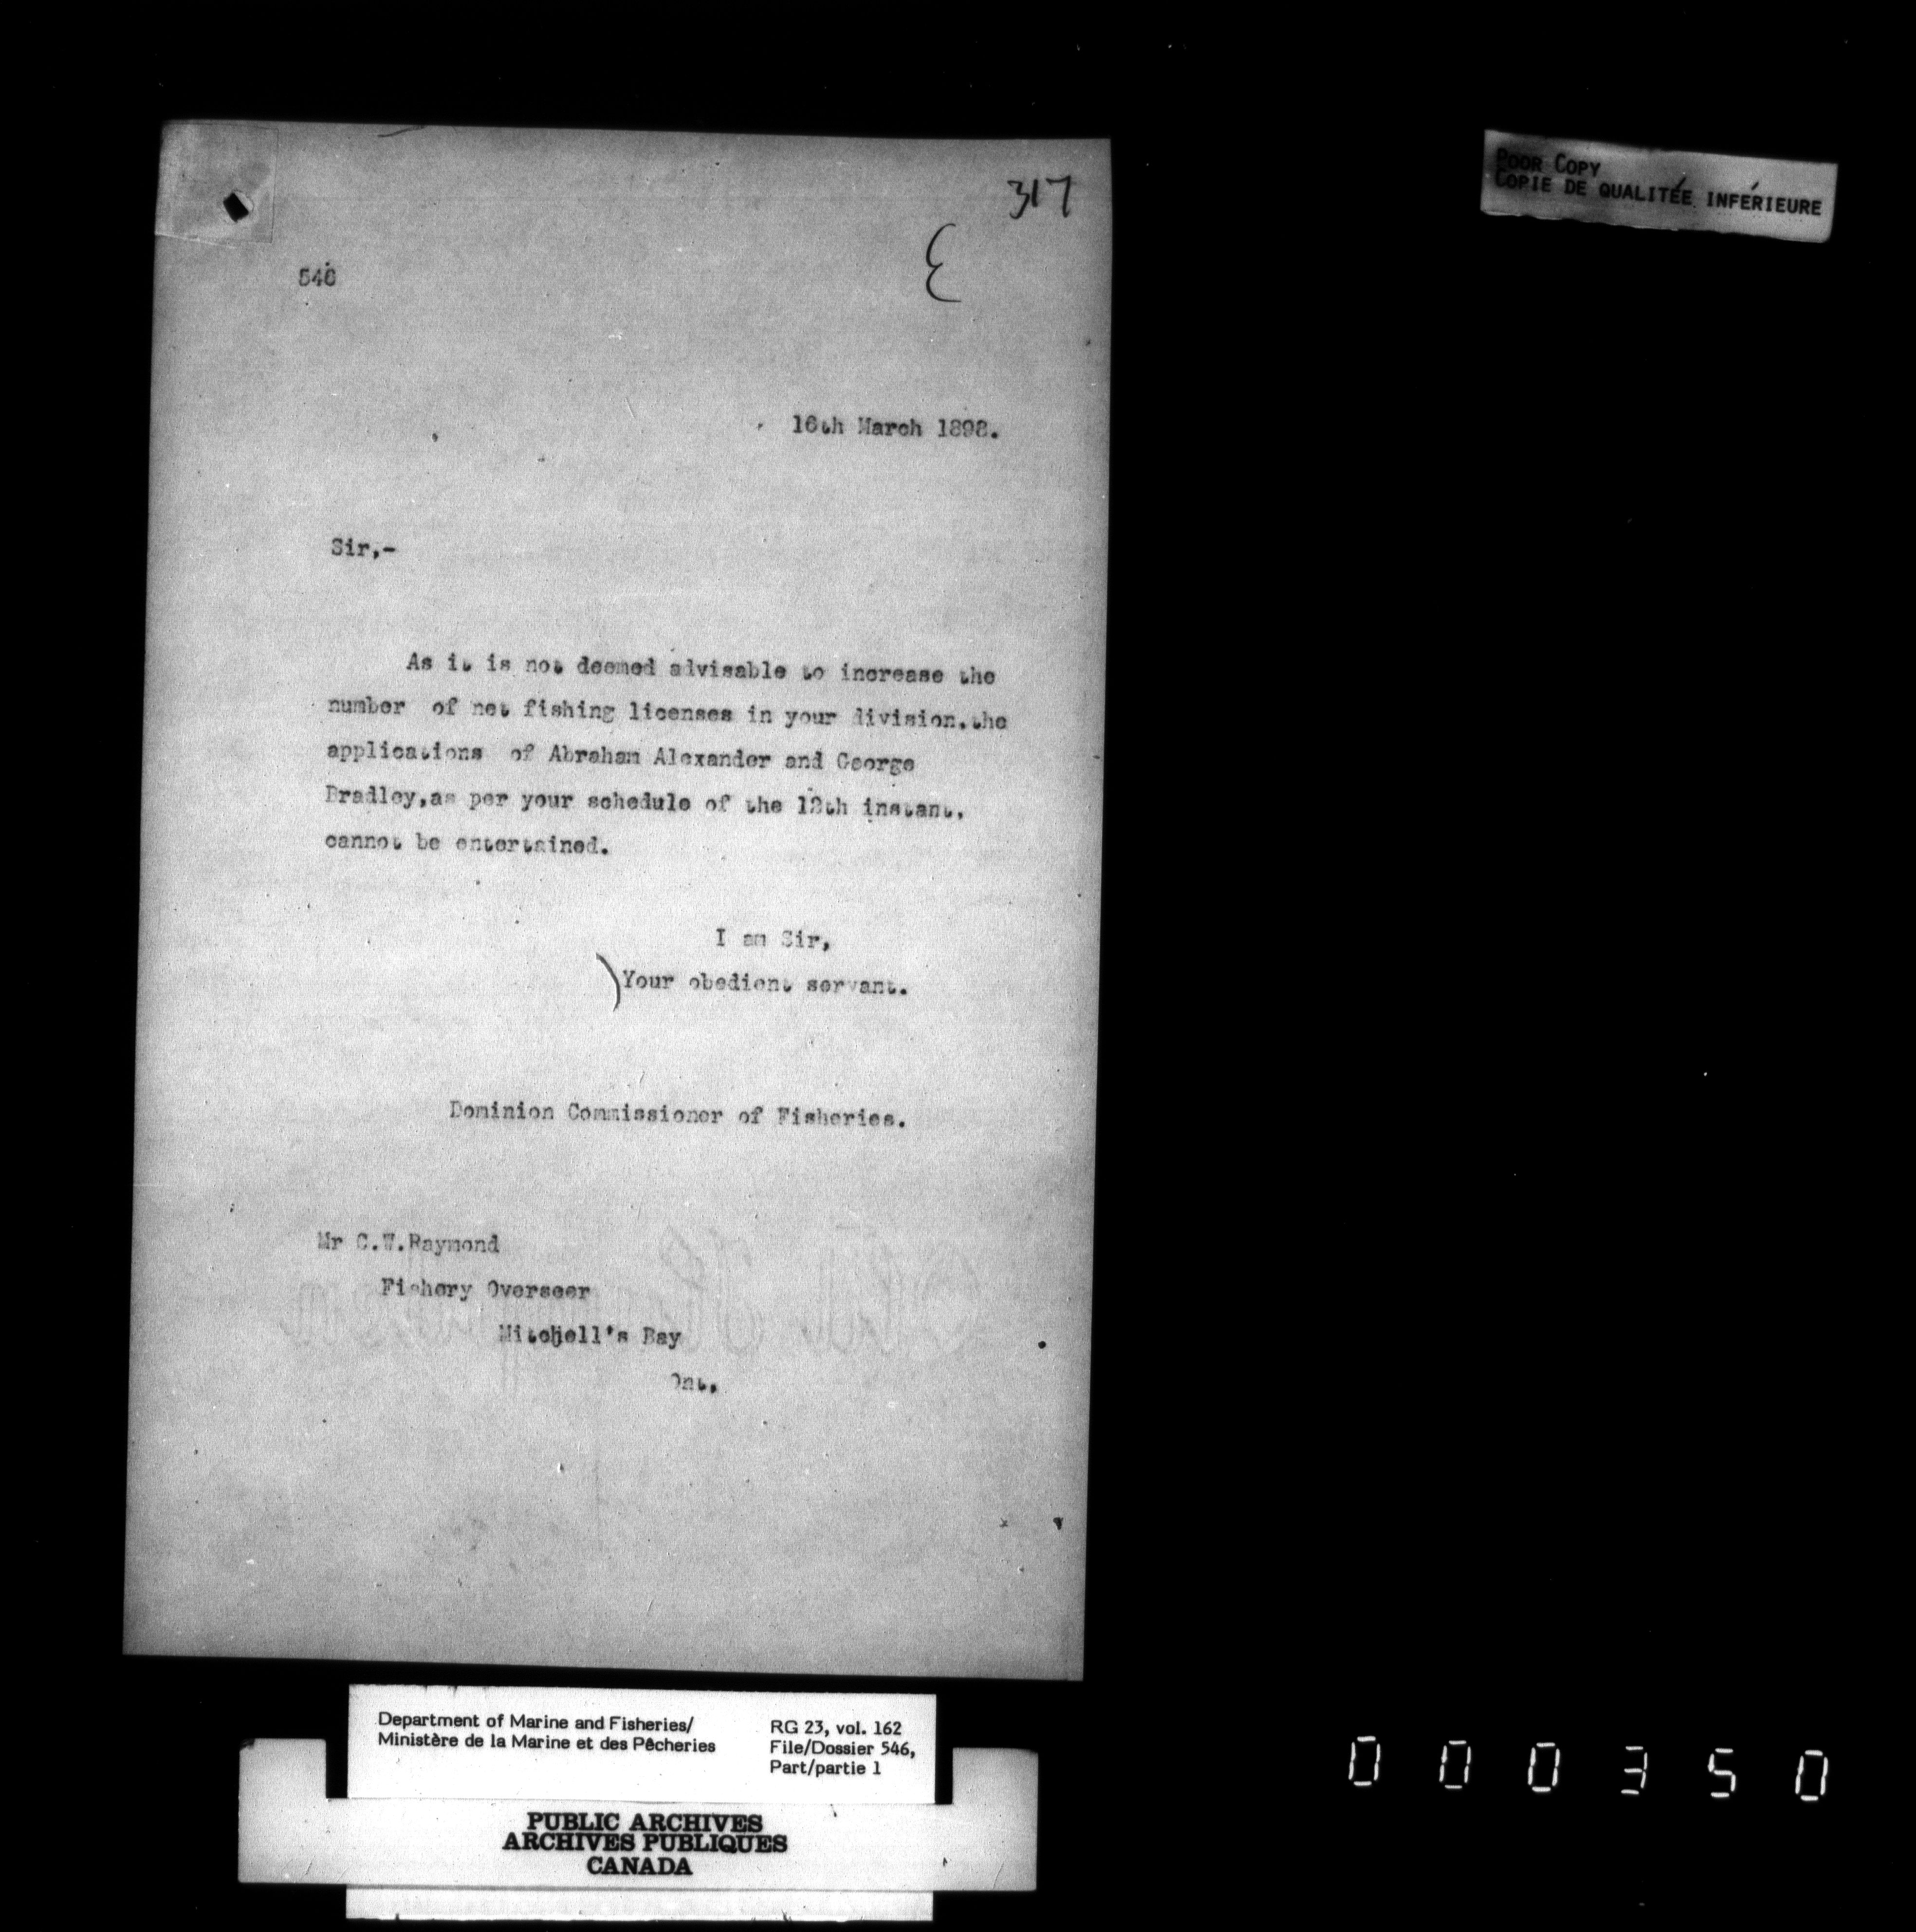 POOR COPY
COPIE DE QUALITÉE INFÉRIEURE
317
546
16th March 1898.
Sir,-
As it is not deemed advisable to increase the
number of net fishing licenses in your division,the
applications of Abraham Alexander and George
Bradley,as per your schedule of the 12th instant,
cannot be entertained.
I am Sir,
Your obedient servant.
Dominion Commissioner of Fisheries.
Mr C.W.Raymond
Fishery Overseer
Mitchell's Bay
Ont.
Department of Marine and Fisheries/
Ministère de la Marine et des Pêcheries
RG 23, vol. 162
File/Dossier 546,
Part/partie 1
PUBLIC ARCHIVES
ARCHIVES PUBLIQUES
CANADA
000350